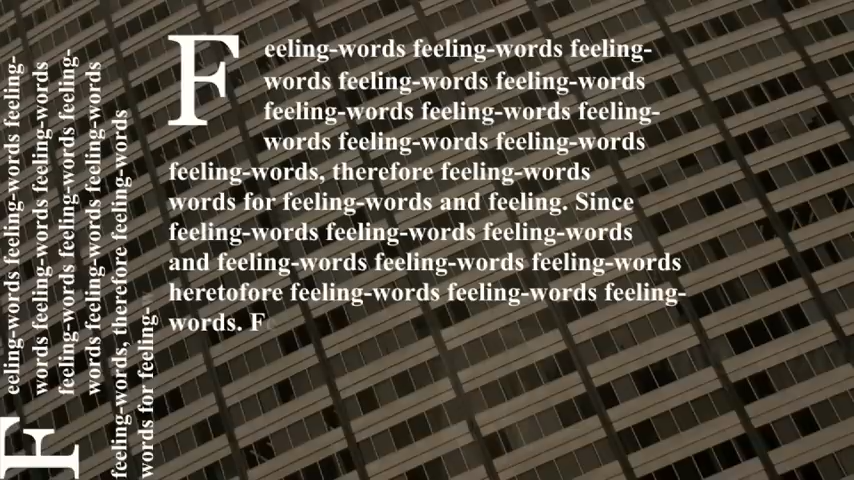 Feeling-words feeling-words feeling-
words feeling-words feeling-words
feeling-words feeling-words feeling-
words feeling-words feeling-words
feeling-words, therefore feeling-words
words for feeling-words and feeling. Since
feeling-words feeling-words feeling-words
and feeling-words feeling-words feeling-words
heretofore feeling-words feeling-words feeling-
words. F
Feeling-words feeling-words feeling-
words feeling-words feeling-words
feeling-words feeling-words feeling-
words feeling-words feeling-words
feeling-words, therefore feeling-words
words for feeling-w